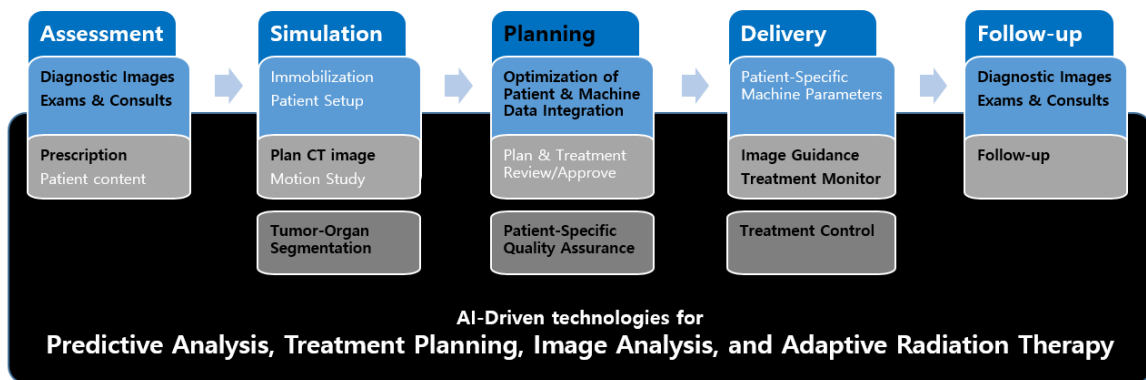 Assessment
Diagnostic Images
Exams & Consults
Prescription
Patient content
Simulation
Immobilization
Patient Setup
Plan CT image
Motion Study
Tumor-Organ
Segmentation
Planning
Optimization of
Patient & Machine
Data Integration
Plan & Treatment
Review/Approve
Patient-Specific
Quality Assurance
Delivery
Patient-Specific
Machine Parameters
Image Guidance
Treatment Monitor
Treatment Control
Follow-up
Diagnostic Images
Exams & Consults
Follow-up
AI-Driven technologies for
Predictive Analysis, Treatment Planning, Image Analysis, and Adaptive Radiation Therapy